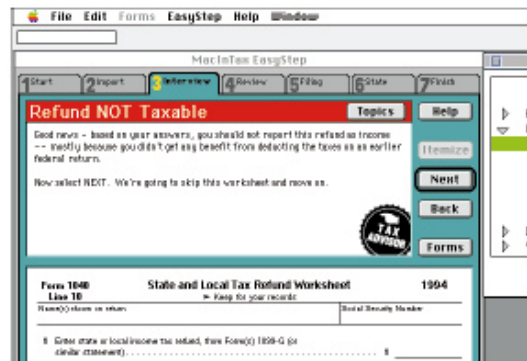 File Edit Forms EasyStep Help Window
MacInTax EasyStep
1 Start 2 Import 3 Interview 4 Review 5 Filing 6 State 7 Finish
Refund NOT Taxable
Topics
Help
Good news - based on your answers, you should not report this refund as income
-- mostly because you didn't get any benefit from deducting the taxes on an earlier
federal return.
Itemize
Now select NEXT. We're going to skip this worksheet and move on.
Next
Back
TAX
ADVISOR
Forms
Form 1040 State and Local Tax Refund Worksheet 1994
Line 10 ► Keep for your records
Name(s) shown on return Social Security Number
1 Enter state or local income tax refund, from Form(s) 1099-G (or
similar statement) 1